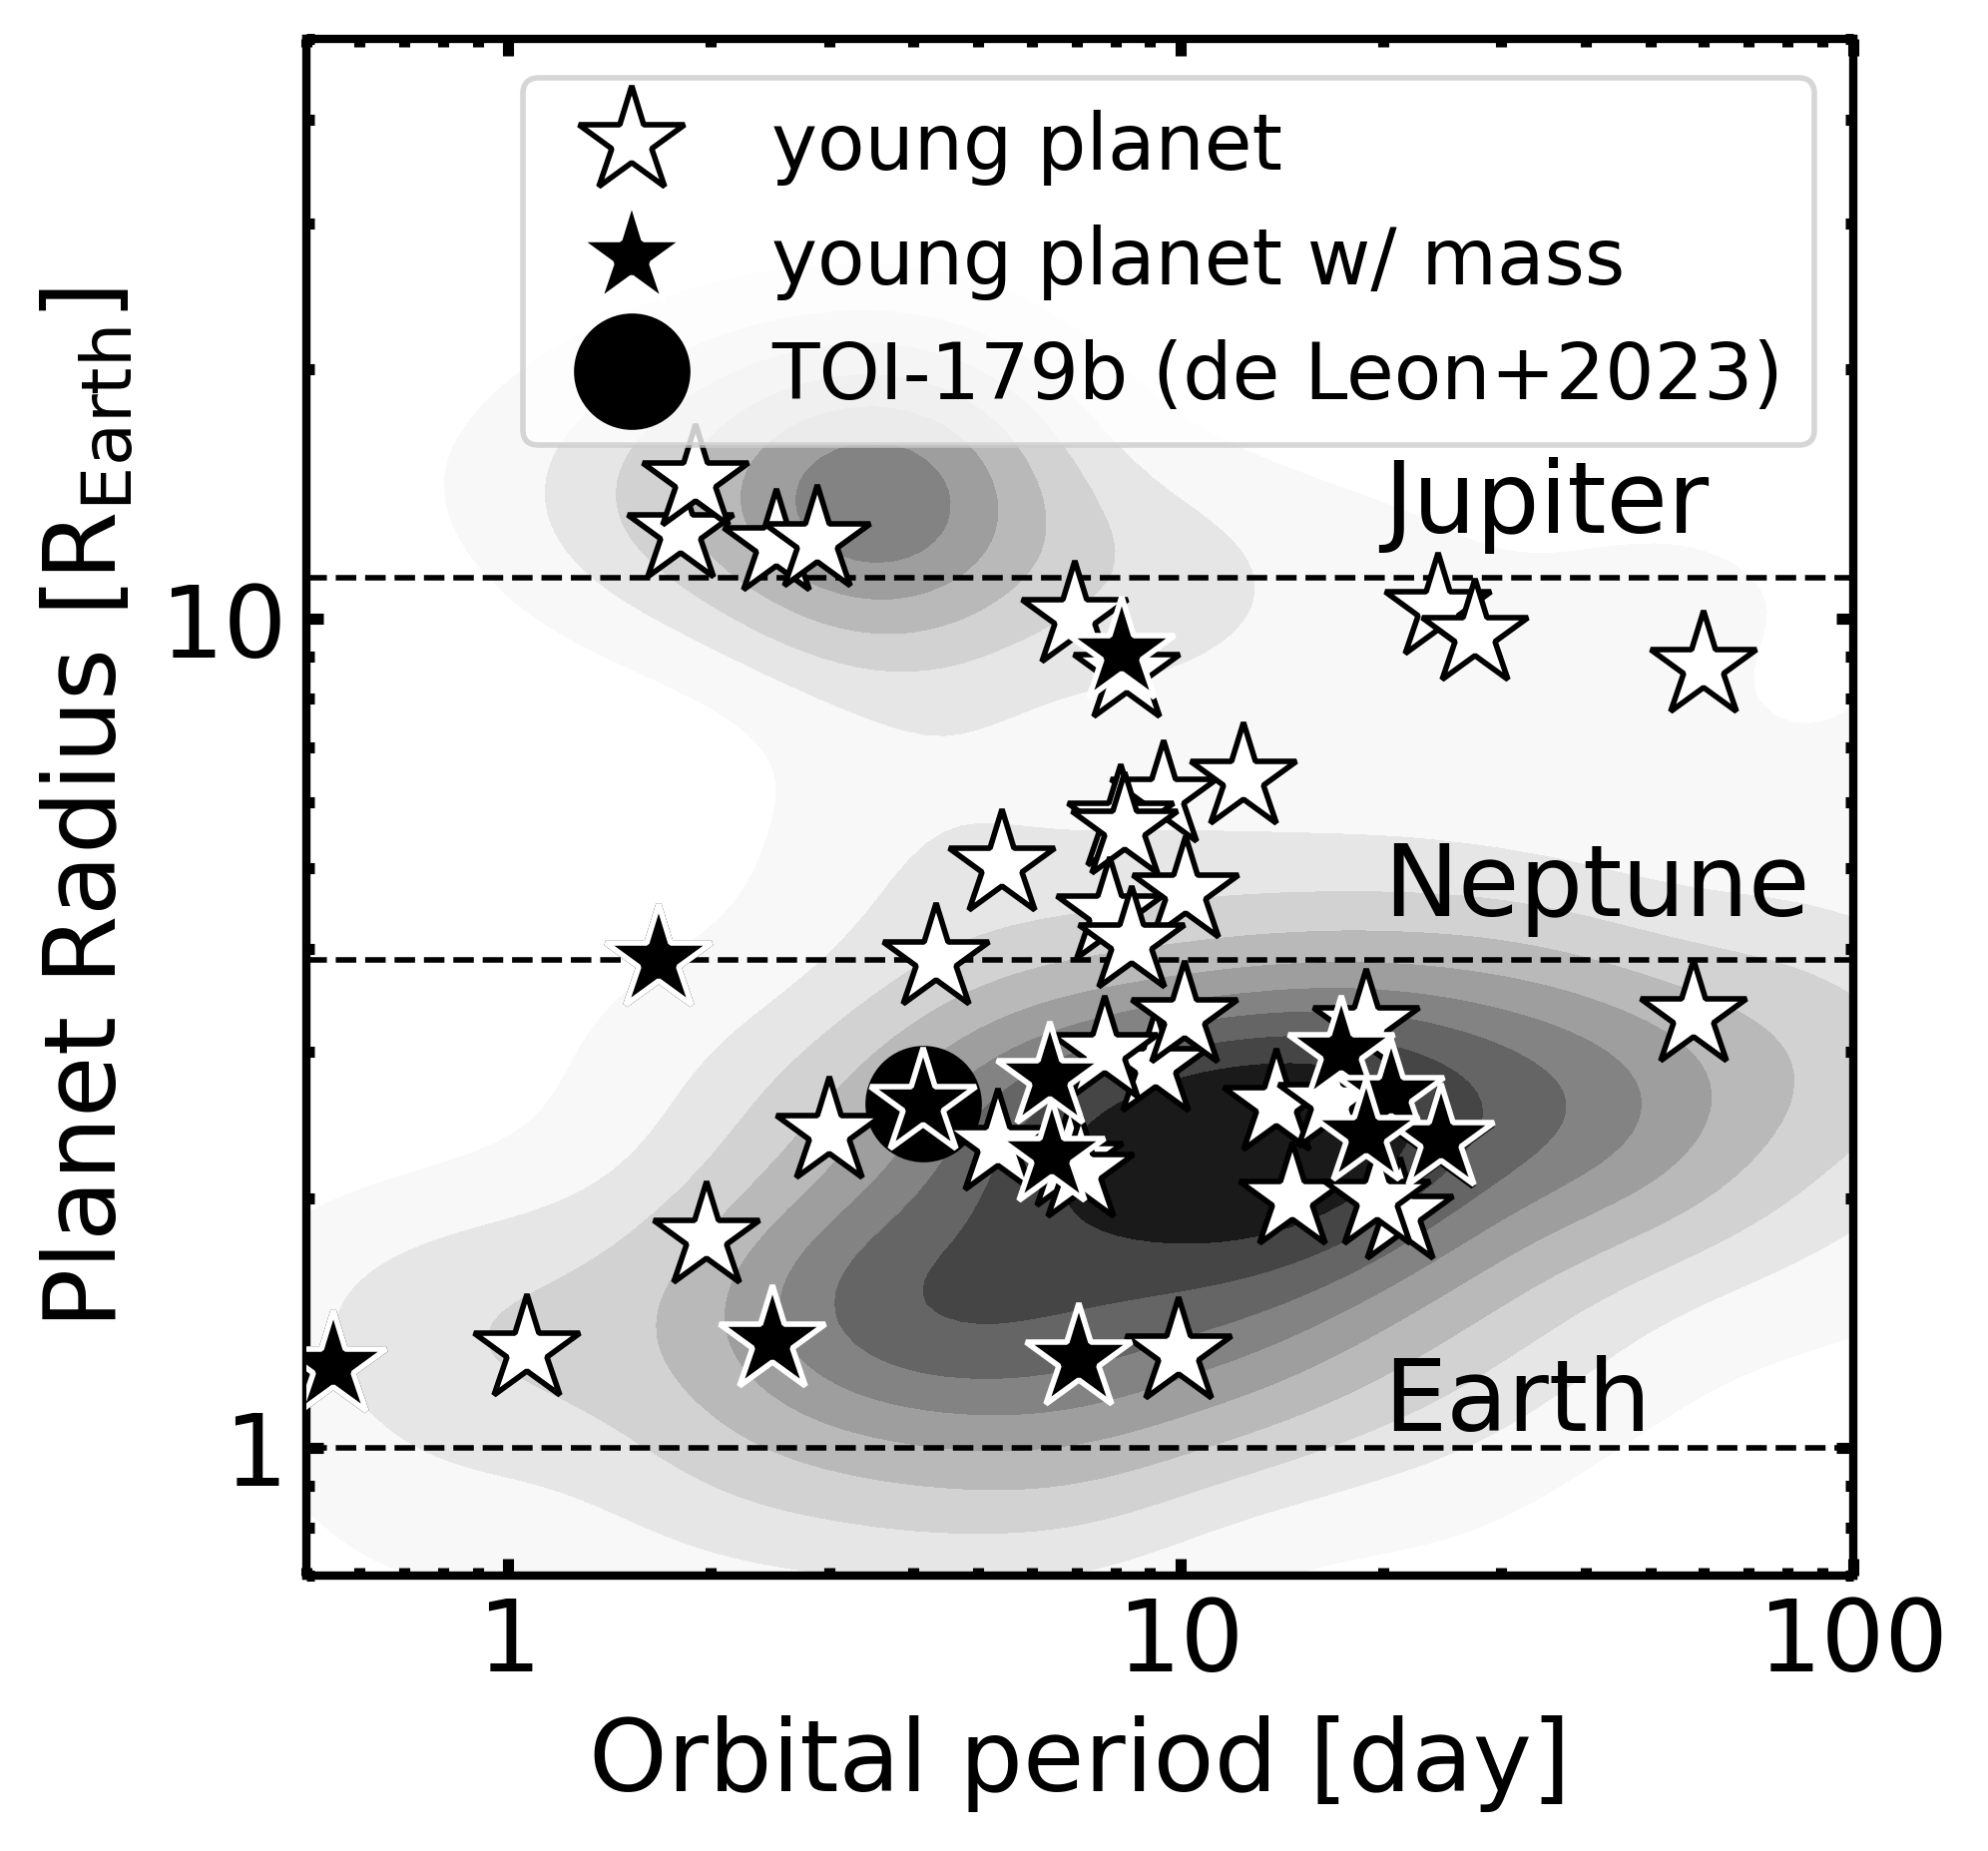 young planet
young planet w/ mass
TOI-179b (de Leon+2023)
Jupiter
Neptune
Earth
Planet Radius [R_Earth]
10
1
1
10
100
Orbital period [day]